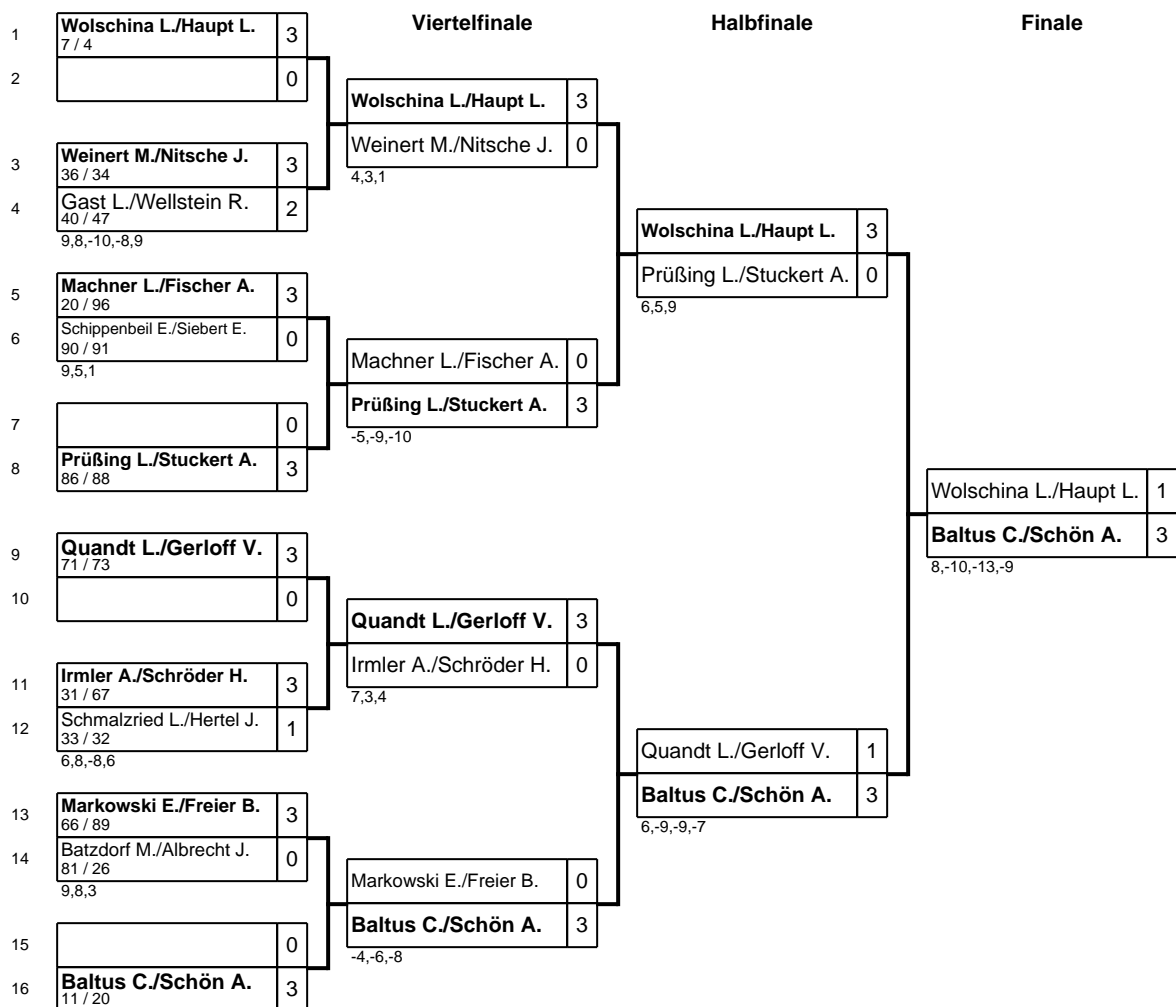 Viertelfinale
Halbfinale
Finale
1
Wolschina L./Haupt L. 3
7 / 4
2
0
3
Weinert M./Nitsche J. 3
36 / 34
4
Gast L./Wellstein R. 2
40 / 47
9,8,-10,-8,9
5
Machner L./Fischer A. 3
20 / 96
6
Schippenbeil E./Siebert E. 0
90 / 91
9,5,1
7
0
8
Prüßing L./Stuckert A. 3
86 / 88
9
Quandt L./Gerloff V. 3
71 / 73
10
0
11
Irmler A./Schröder H. 3
31 / 67
12
Schmalzried L./Hertel J. 1
33 / 32
6,8,-8,6
13
Markowski E./Freier B. 3
66 / 89
14
Batzdorf M./Albrecht J. 0
81 / 26
9,8,3
15
0
16
Baltus C./Schön A. 3
11 / 20
Wolschina L./Haupt L. 3
Weinert M./Nitsche J. 0
4,3,1
Machner L./Fischer A. 0
Prüßing L./Stuckert A. 3
-5,-9,-10
Quandt L./Gerloff V. 3
Irmler A./Schröder H. 0
7,3,4
Markowski E./Freier B. 0
Baltus C./Schön A. 3
-4,-6,-8
Wolschina L./Haupt L. 3
Prüßing L./Stuckert A. 0
6,5,9
Quandt L./Gerloff V. 1
Baltus C./Schön A. 3
6,-9,-9,-7
Wolschina L./Haupt L. 1
Baltus C./Schön A. 3
8,-10,-13,-9